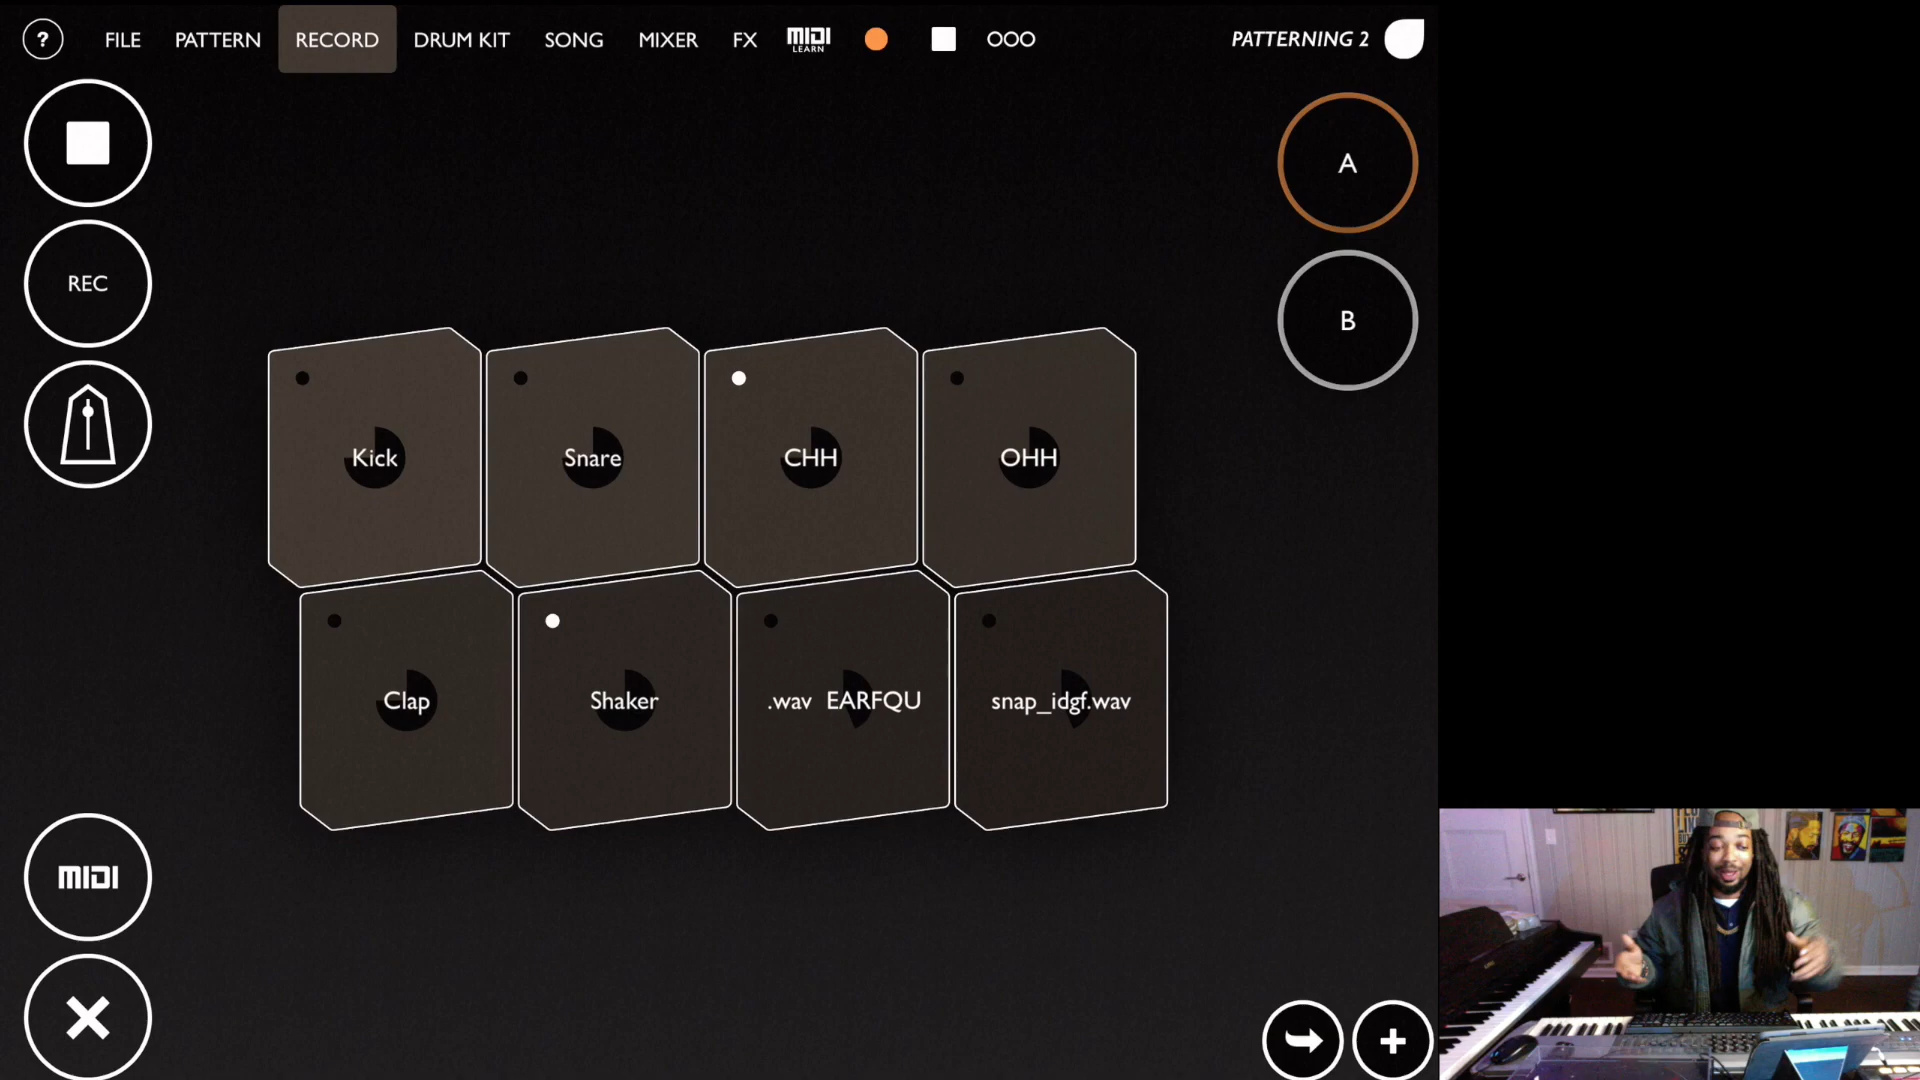 ?
FILE
PATTERN
RECORD
DRUM KIT
SONG
MIXER
FX
MIDI
LEARN
PATTERNING 2
A
REC
B
Kick
Snare
CHH
OHH
Clap
Shaker
.wav EARFQU
snap_idgf.wav
MIDI